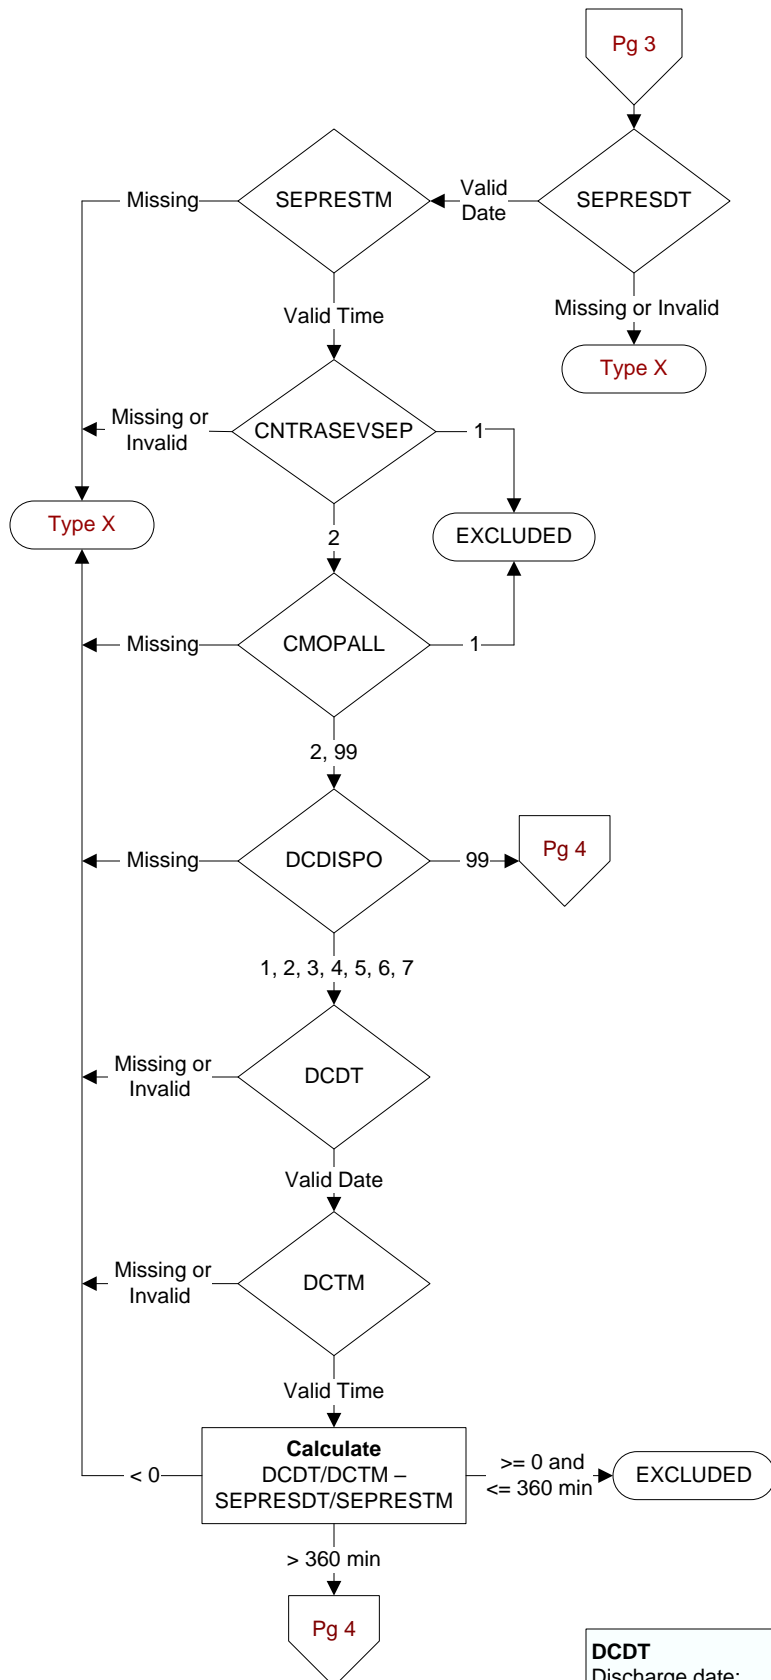 Pg 3
SEPRESDT
Valid
Date
SEPRESTM
Missing
Missing or Invalid
Type X
Valid Time
CNTRASEVSEP
Missing or
Invalid
1
EXCLUDED
Type X
2
CMOPALL
Missing
1
2, 99
DCDISPO
Missing
99
Pg 4
1, 2, 3, 4, 5, 6, 7
DCDT
Missing or
Invalid
Valid Date
DCTM
Missing or
Invalid
Valid Time
Calculate
DCDT/DCTM –
SEPRESDT/SEPRESTM
< 0
>= 0 and
<= 360 min
EXCLUDED
> 360 min
Pg 4
DCDT
Discharge date: